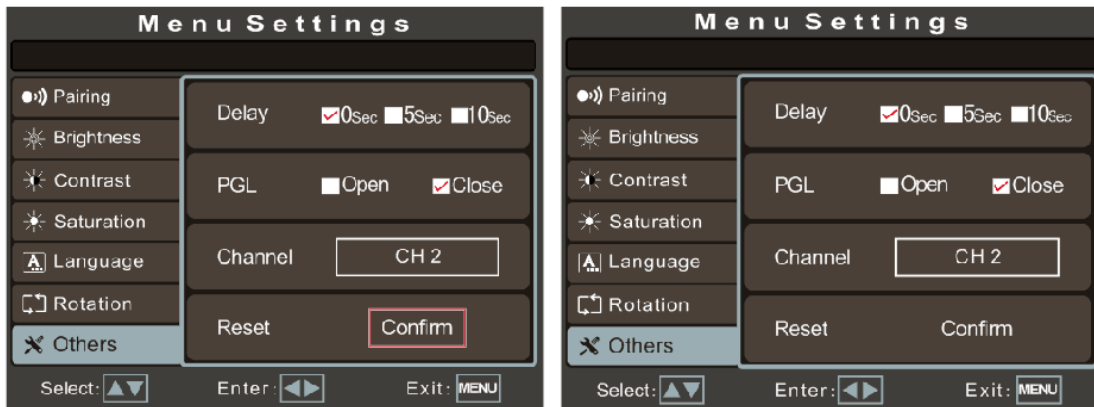 Menu Settings
Pairing
Brightness
Contrast
Saturation
Language
Rotation
Others
Delay 0Sec 5Sec 10Sec
PGL Open Close
Channel CH 2
Reset Confirm
Select: Enter: Exit: MENU
Menu Settings
Pairing
Brightness
Contrast
Saturation
Language
Rotation
Others
Delay 0Sec 5Sec 10Sec
PGL Open Close
Channel CH 2
Reset Confirm
Select: Enter: Exit: MENU